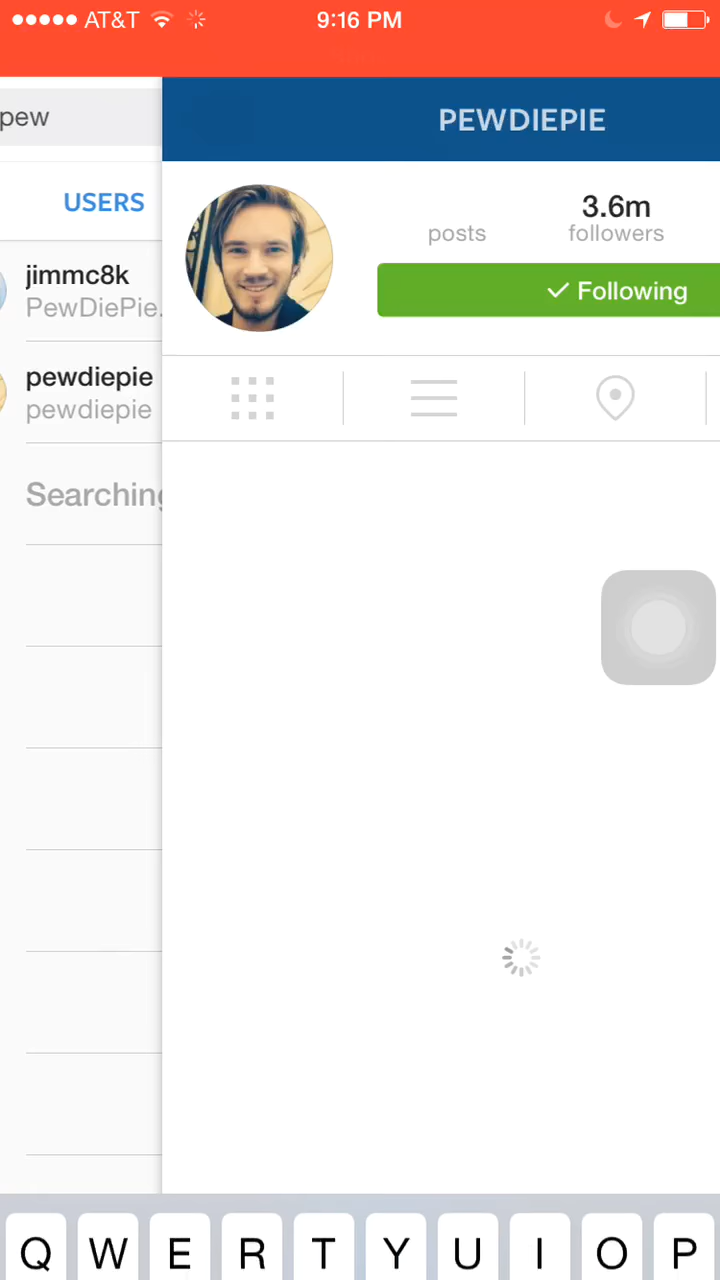 AT&T 9:16 PM
pew
PEWDIEPIE
USERS
3.6m
posts followers
✓ Following
jimmc8k
PewDiePie.
pewdiepie
pewdiepie
Searching
Q W E R T Y U I O P